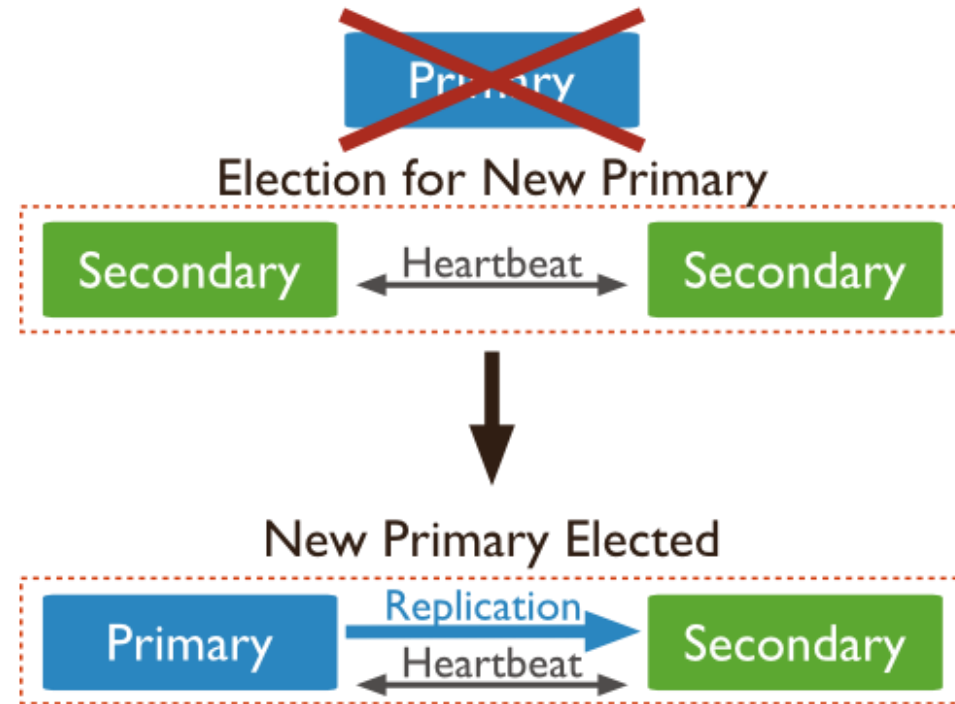 Primary
Election for New Primary
Secondary Heartbeat Secondary
New Primary Elected
Replication
Primary Secondary
Heartbeat